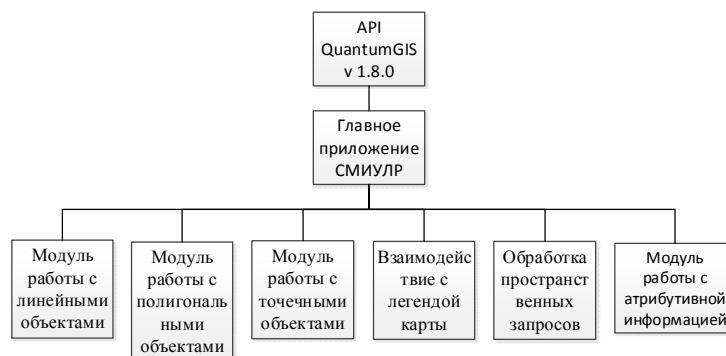 API
QuantumGIS
v 1.8.0
Главное
приложение
СМИУЛР
Модуль
работы с
линейными
объектами
Модуль
работы с
полигональ
ными
объектами
Модуль
работы с
точечными
объектами
Взаимодейс
твие с
легендой
карты
Обработка
пространст
венных
запросов
Модуль
работы с
атрибутивной
информацией